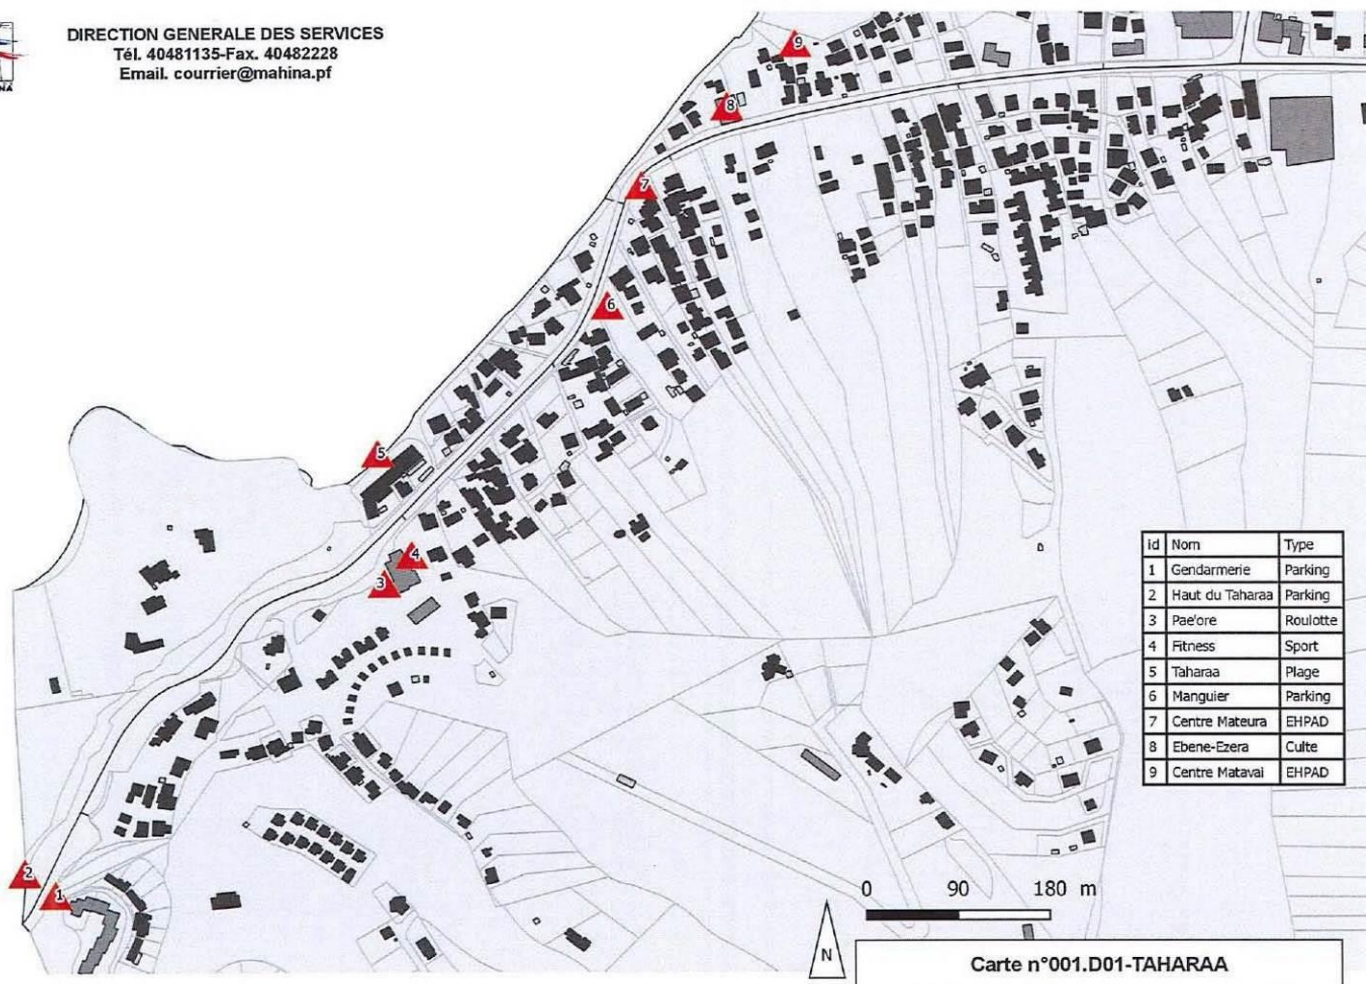 DIRECTION GENERALE DES SERVICES
Tél. 40481135-Fax. 40482228
Email. courrier@mahina.pf
9
8
7
6
5
4
3
2
1
id Nom Type
1 Gendarmerie Parking
2 Haut du Taharaa Parking
3 Pae'ore Roulotte
4 Fitness Sport
5 Taharaa Plage
6 Manguier Parking
7 Centre Mateura EHPAD
8 Ebene-Ezera Culte
9 Centre Matavai EHPAD
0 90 180 m
N
Carte n°001.D01-TAHARAA